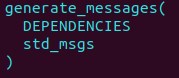 generate_messages(
  DEPENDENCIES
  std_msgs
)